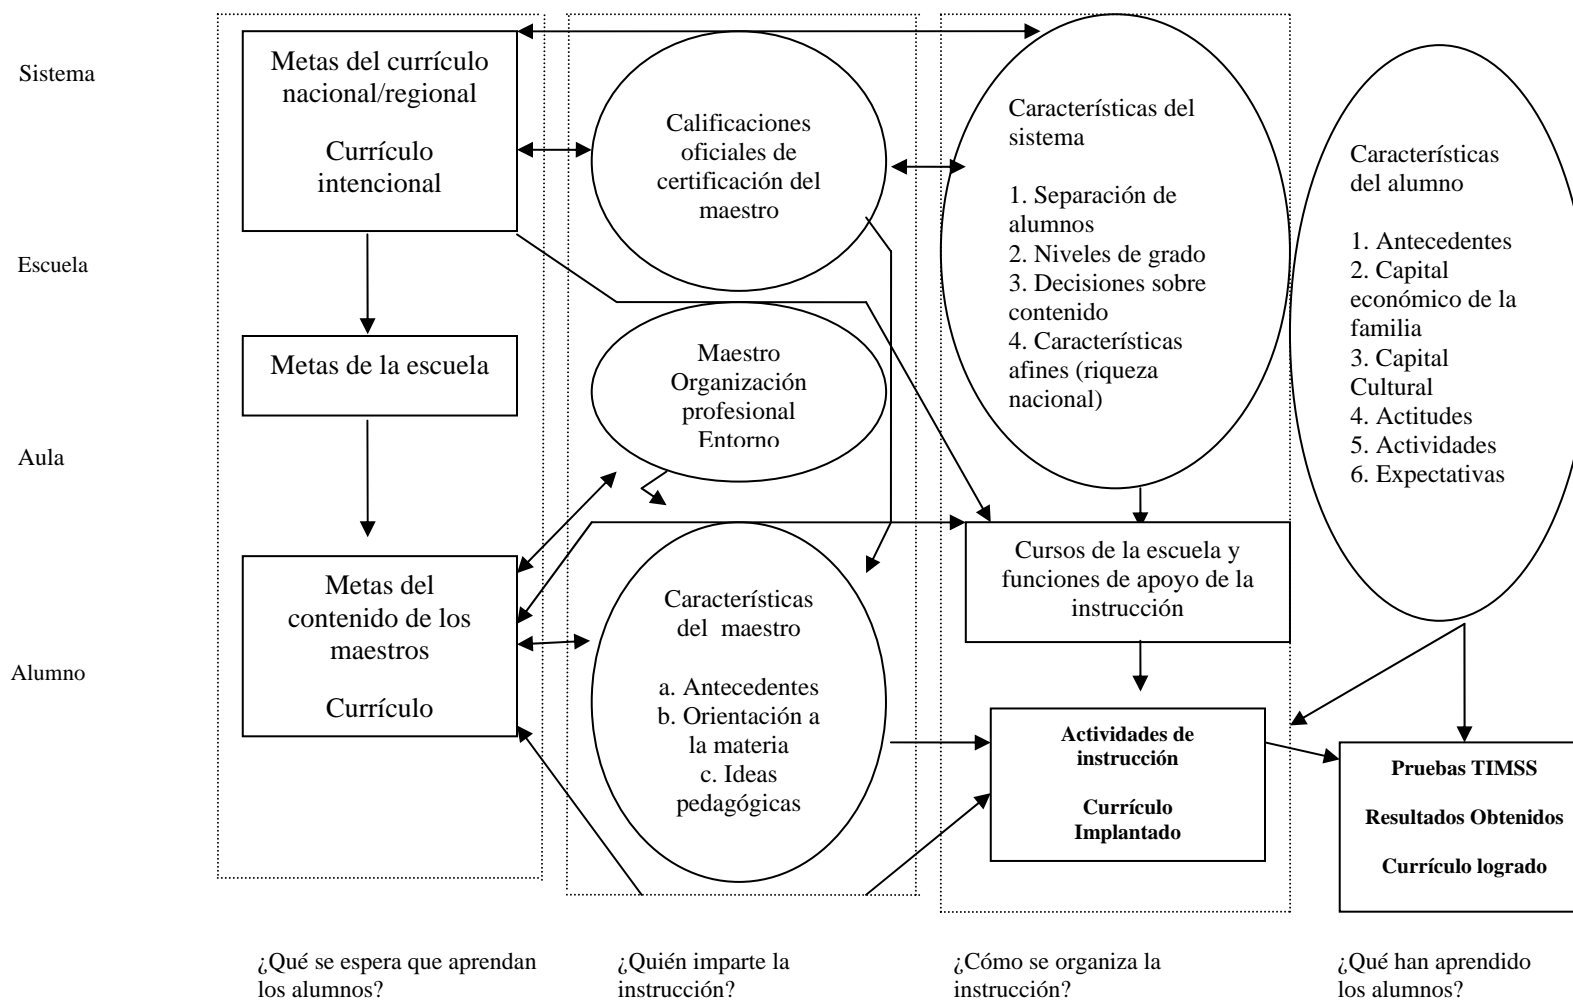 Sistema
Escuela
Aula
Alumno
Metas del currículo
nacional/regional
Currículo
intencional
Metas de la escuela
Metas del
contenido de los
maestros
Currículo
¿Qué se espera que aprendan
los alumnos?
Calificaciones
oficiales de
certificación del
maestro
Maestro
Organización
profesional
Entorno
Características
del maestro
a. Antecedentes
b. Orientación a
la materia
c. Ideas
pedagógicas
¿Quién imparte la
instrucción?
Características del
sistema
1. Separación de
alumnos
2. Niveles de grado
3. Decisiones sobre
contenido
4. Características
afines (riqueza
nacional)
Cursos de la escuela y
funciones de apoyo de la
instrucción
Actividades de
instrucción
Currículo
Implantado
¿Cómo se organiza la
instrucción?
Características
del alumno
1. Antecedentes
2. Capital
económico de la
familia
3. Capital
Cultural
4. Actitudes
5. Actividades
6. Expectativas
Pruebas TIMSS
Resultados Obtenidos
Currículo logrado
¿Qué han aprendido
los alumnos?